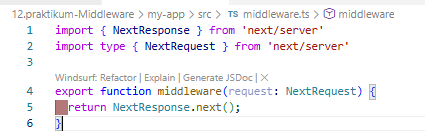 12.praktikum-Middleware > my-app > src > TS middleware.ts > middleware
1 import { NextResponse } from 'next/server'
2 import type { NextRequest } from 'next/server'
3
Windsurf: Refactor | Explain | Generate JSDoc | ×
4 export function middleware(request: NextRequest) {
5 return NextResponse.next();
6 }